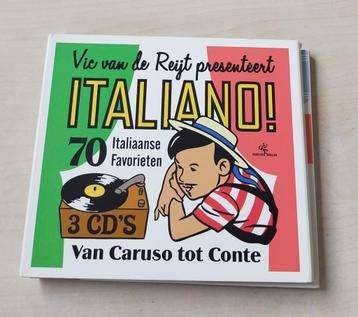 Vic van de Reijt presenteert
ITALIANO!
70 Italiaanse
Favorieten
3 CD'S
Van Caruso tot Conte